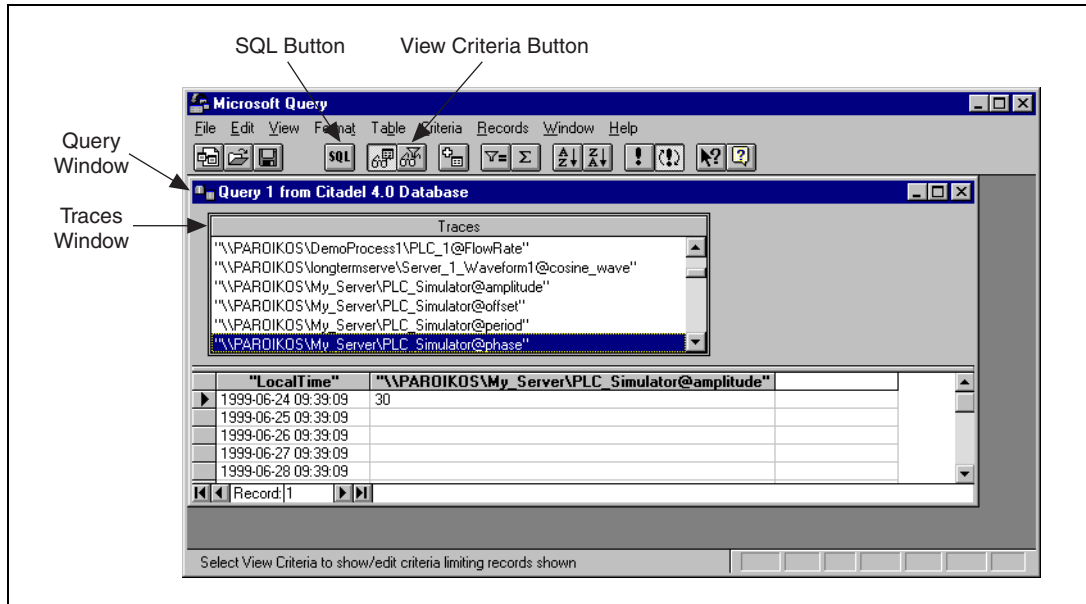 SQL Button
View Criteria Button
Query Window
Traces Window
Microsoft Query
File Edit View Format Table Criteria Records Window Help
SQL
Query 1 from Citadel 4.0 Database
Traces
"\\PAROIKOS\DemoProcess1\PLC_1@FlowRate"
"\\PAROIKOS\longtermserve\Server_1_Waveform1@cosine_wave"
"\\PAROIKOS\My_Server\PLC_Simulator@amplitude"
"\\PAROIKOS\My_Server\PLC_Simulator@offset"
"\\PAROIKOS\My_Server\PLC_Simulator@period"
"\\PAROIKOS\My_Server\PLC_Simulator@phase"
"LocalTime" "\\PAROIKOS\My_Server\PLC_Simulator@amplitude"
1999-06-24 09:39:09 30
1999-06-25 09:39:09
1999-06-26 09:39:09
1999-06-27 09:39:09
1999-06-28 09:39:09
Record: 1
Select View Criteria to show/edit criteria limiting records shown